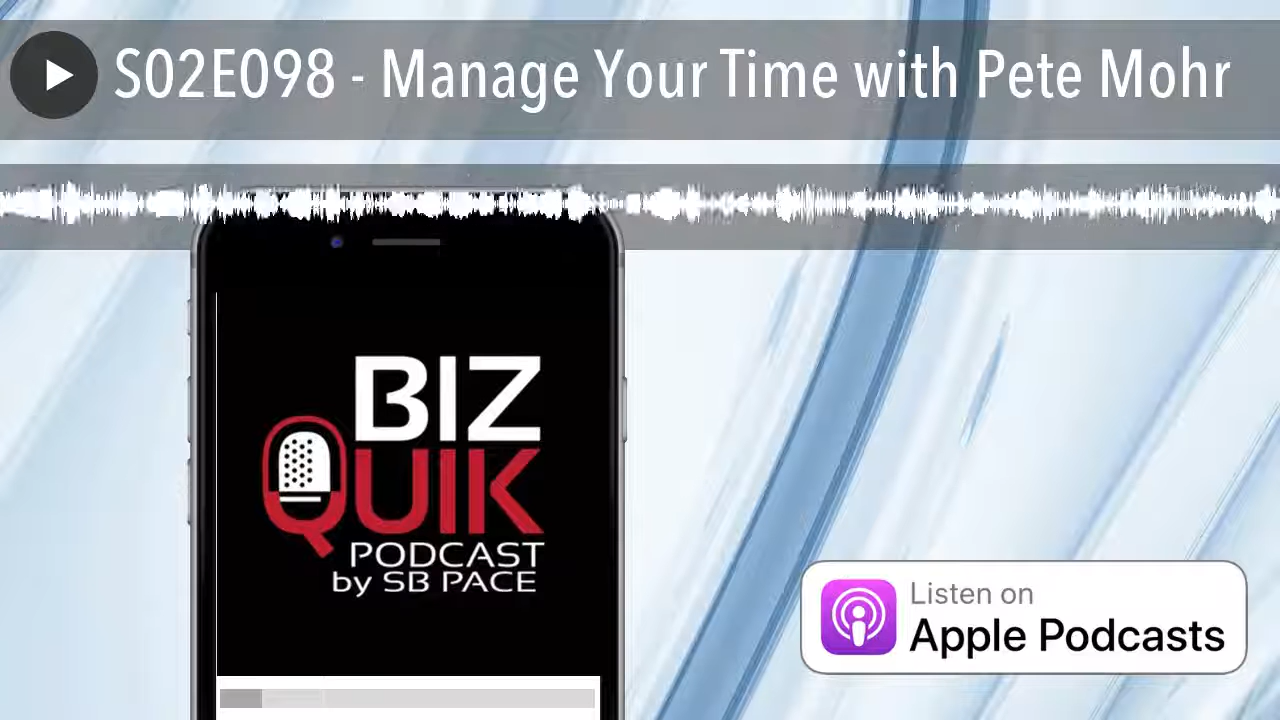 S02E098 - Manage Your Time with Pete Mohr
BIZ
QUIK
PODCAST
by SB PACE
Listen on
Apple Podcasts